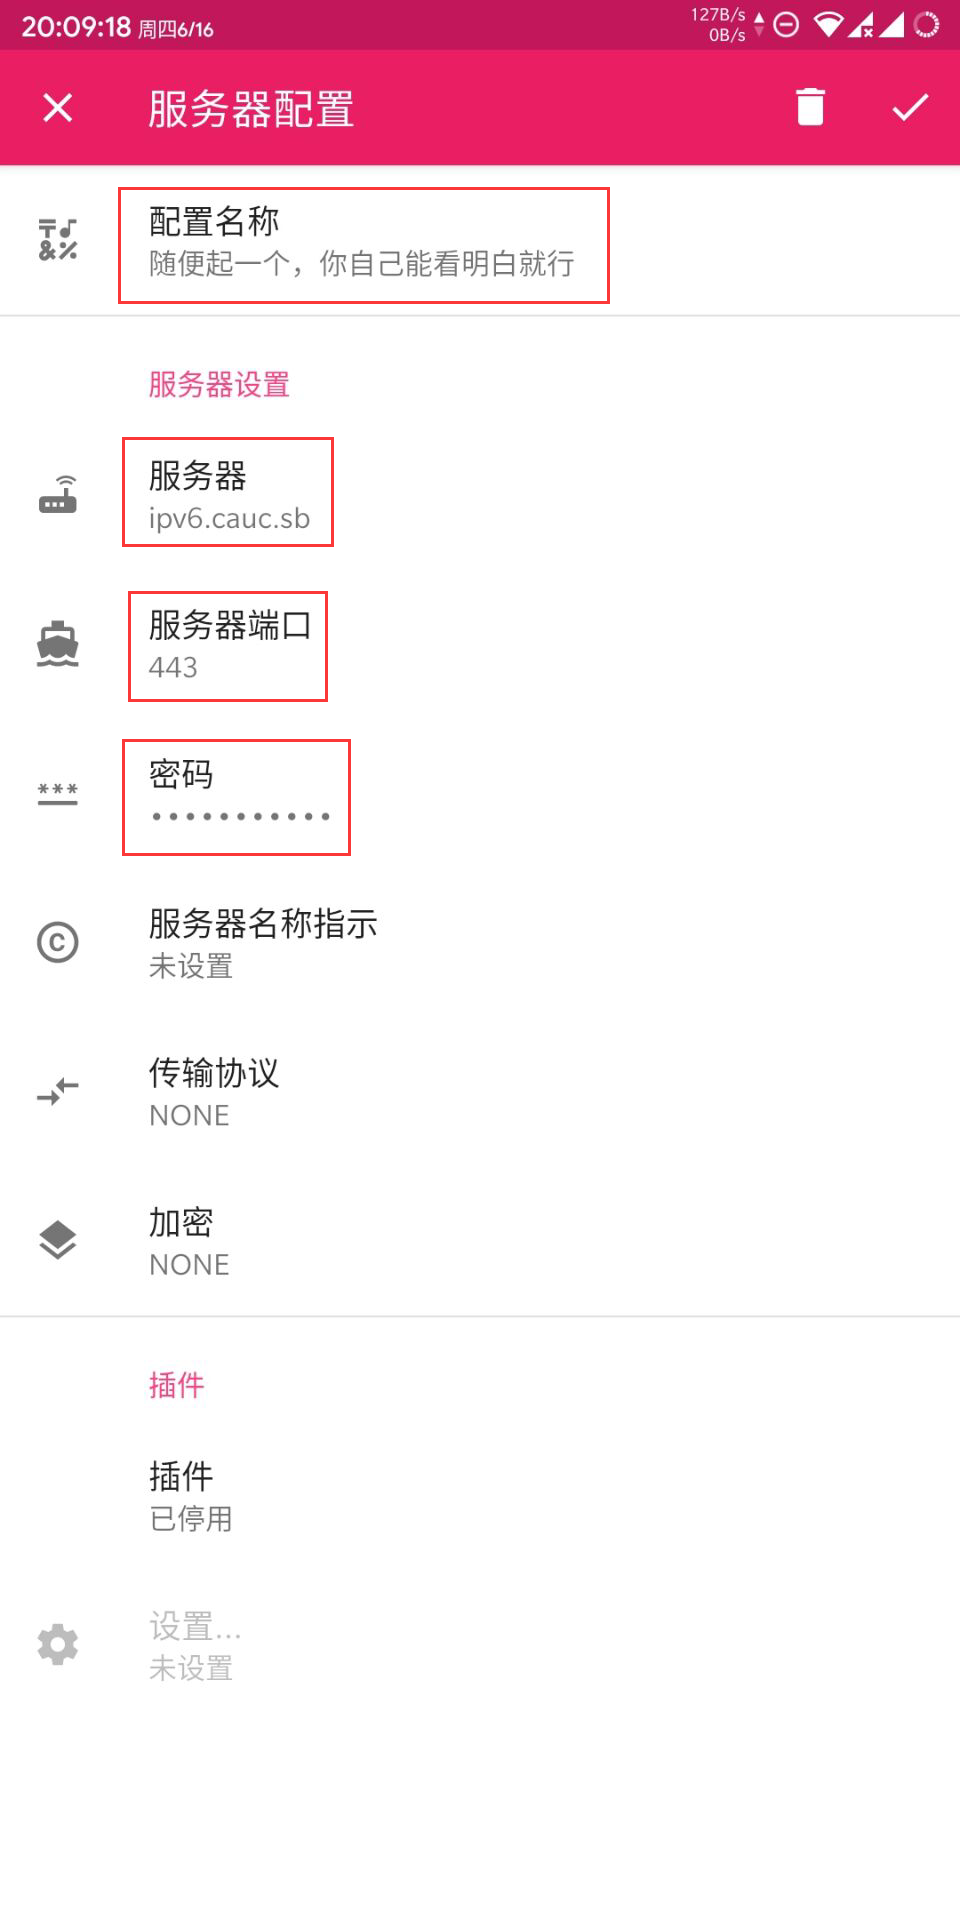 20:09:18 周四6/16
127B/s
0B/s
服务器配置
配置名称
随便起一个，你自己能看明白就行
服务器设置
服务器
ipv6.cauc.sb
服务器端口
443
密码
•••••••••••
服务器名称指示
未设置
传输协议
NONE
加密
NONE
插件
插件
已停用
设置...
未设置